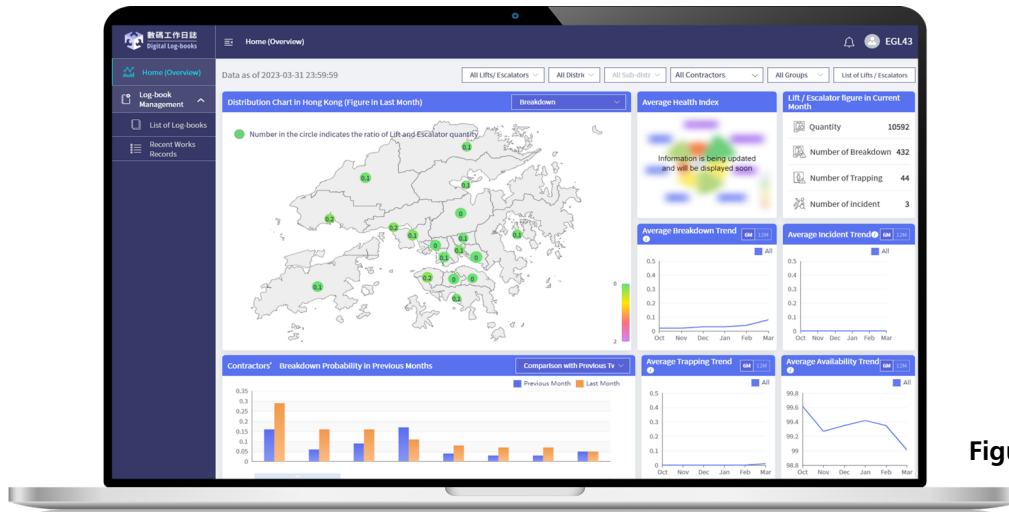 數碼工作日誌
Digital Log-books
Home (Overview)
EGL43
Home (Overview)
Log-book
Management
List of Log-books
Recent Works
Records
Data as of 2023-03-31 23:59:59
All Lifts/ Escalators
All Distric
All Sub-distr
All Contractors
All Groups
List of Lifts / Escalators
Distribution Chart in Hong Kong (Figure in Last Month)
Breakdown
Number in the circle indicates the ratio of Lift and Escalator quantity.
0.1
0.1
0.1
0.2
0
0.2
0.1
0.1
0.1
0
0.1
0.1
0
0
0.2
0
0
0.1
0.1
0
2
Average Health Index
Information is being updated
and will be displayed soon
Lift / Escalator figure in Current
Month
Quantity 10592
Number of Breakdown 432
Number of Trapping 44
Number of incident 3
Average Breakdown Trend
6M 12M
All
0.5
0.4
0.3
0.2
0.1
0
Oct Nov Dec Jan Feb Mar
Average Incident Trend
6M 12M
All
0.5
0.4
0.3
0.2
0.1
0
Oct Nov Dec Jan Feb Mar
Contractors' Breakdown Probability in Previous Months
Comparison with Previous Tw
Previous Month Last Month
0.35
0.3
0.25
0.2
0.15
0.1
0.05
0
Average Trapping Trend
6M 12M
All
0.5
0.4
0.3
0.2
0.1
0
Oct Nov Dec Jan Feb Mar
Average Availability Trend
6M 12M
All
99.8
99.6
99.4
99.2
99
98.8
Oct Nov Dec Jan Feb Mar